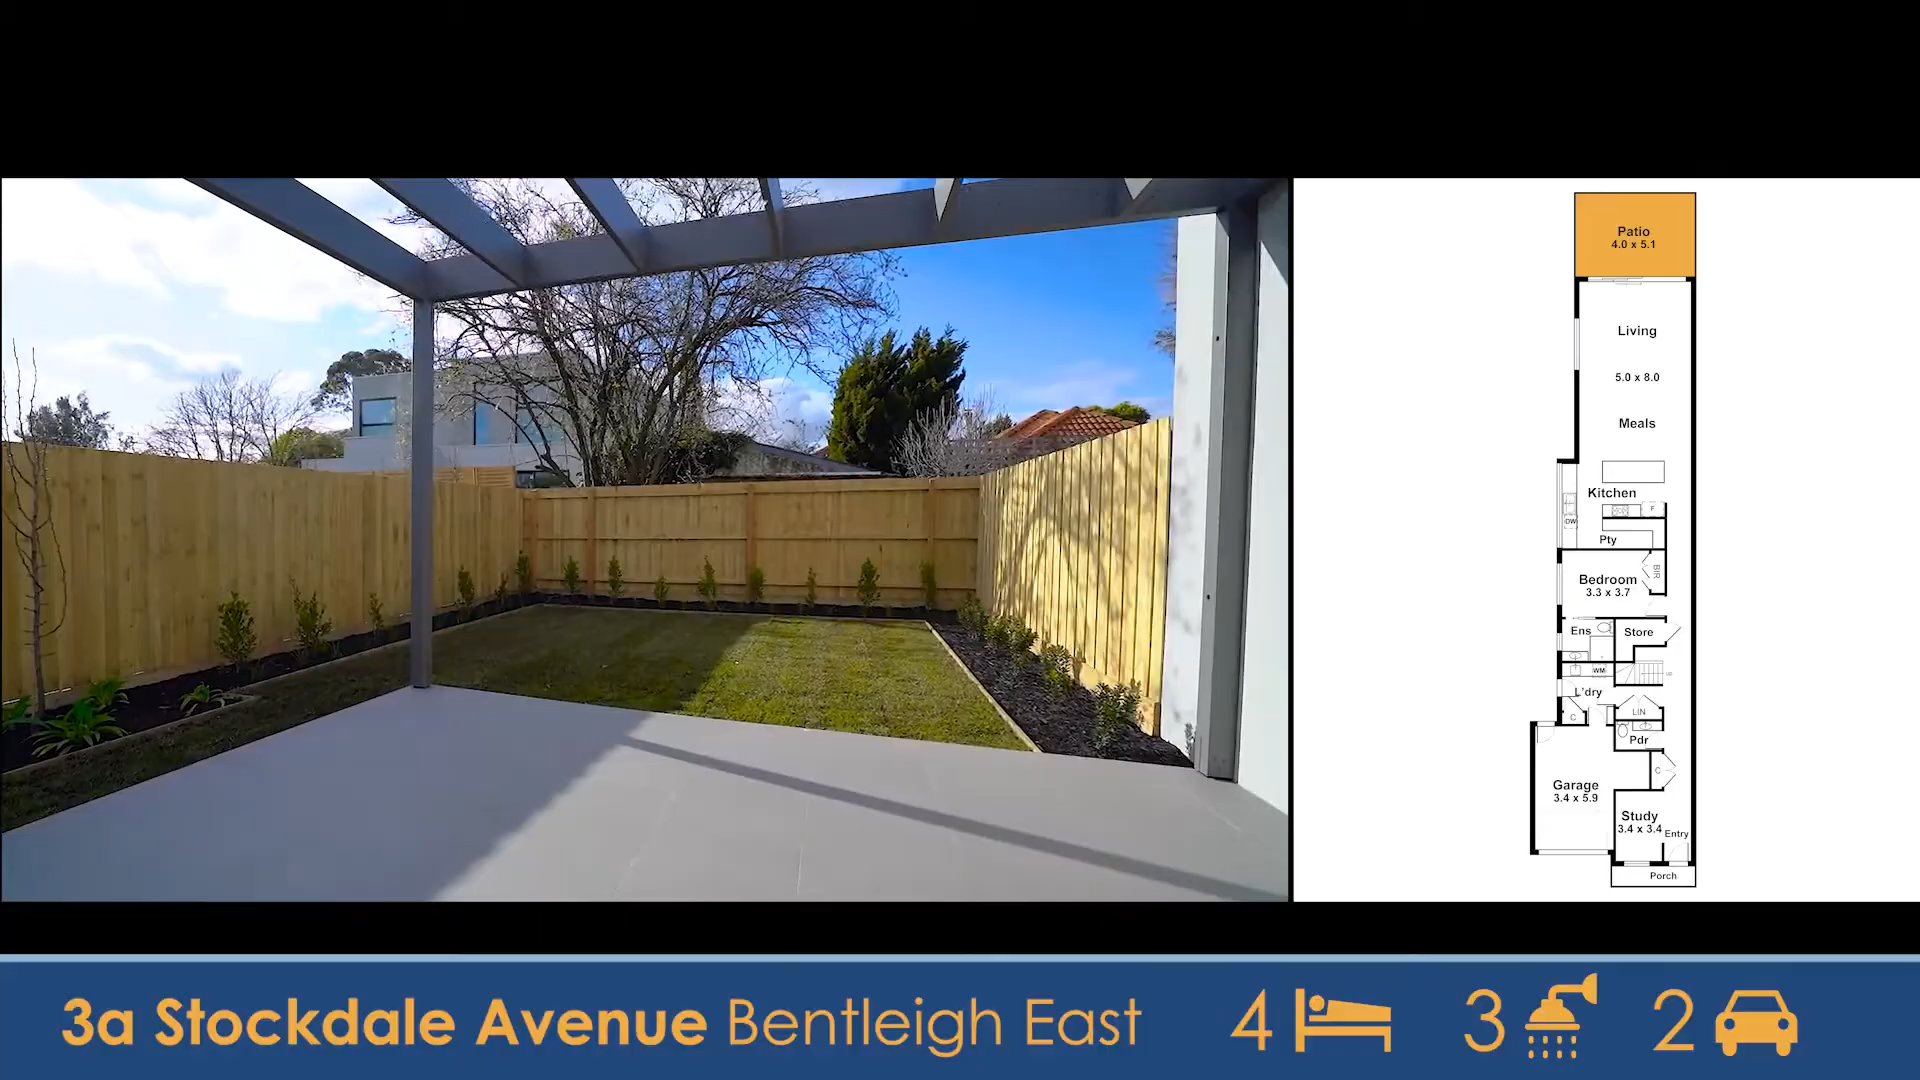 Patio
4.0 x 5.1
Living
5.0 x 8.0
Meals
Kitchen
F
DW
Pty
BIR
Bedroom
3.3 x 3.7
Ens
Store
WM
UP
L'dry
LIN
C
Pdr
C
Garage
3.4 x 5.9
Study
3.4 x 3.4
Entry
Porch
3a Stockdale Avenue Bentleigh East 4 3 2